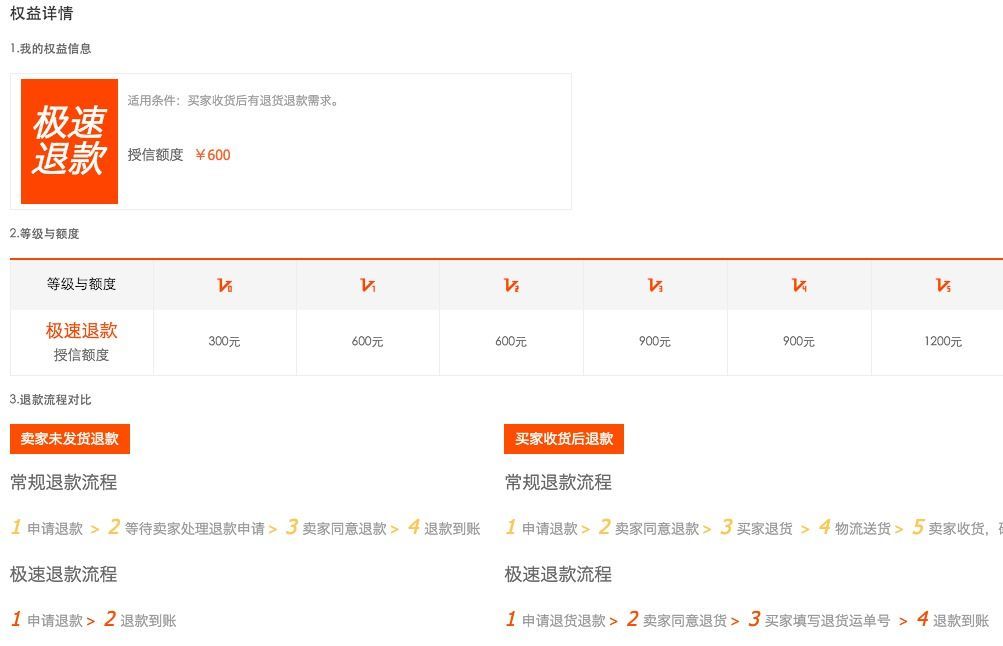 权益详情
1.我的权益信息
极速
退款
适用条件：买家收货后有退货退款需求。
授信额度 ￥600
2.等级与额度
等级与额度 V0 V1 V2 V3 V4 V5
极速退款
授信额度
300元 600元 600元 900元 900元 1200元
3.退款流程对比
卖家未发货退款 买家收货后退款
常规退款流程 常规退款流程
1 申请退款 > 2 等待卖家处理退款申请 > 3 卖家同意退款 > 4 退款到账
1 申请退款 > 2 卖家同意退款 > 3 买家退货 > 4 物流送货 > 5 卖家收货，
极速退款流程 极速退款流程
1 申请退款 > 2 退款到账
1 申请退货退款 > 2 卖家同意退货 > 3 买家填写退货运单号 > 4 退款到账